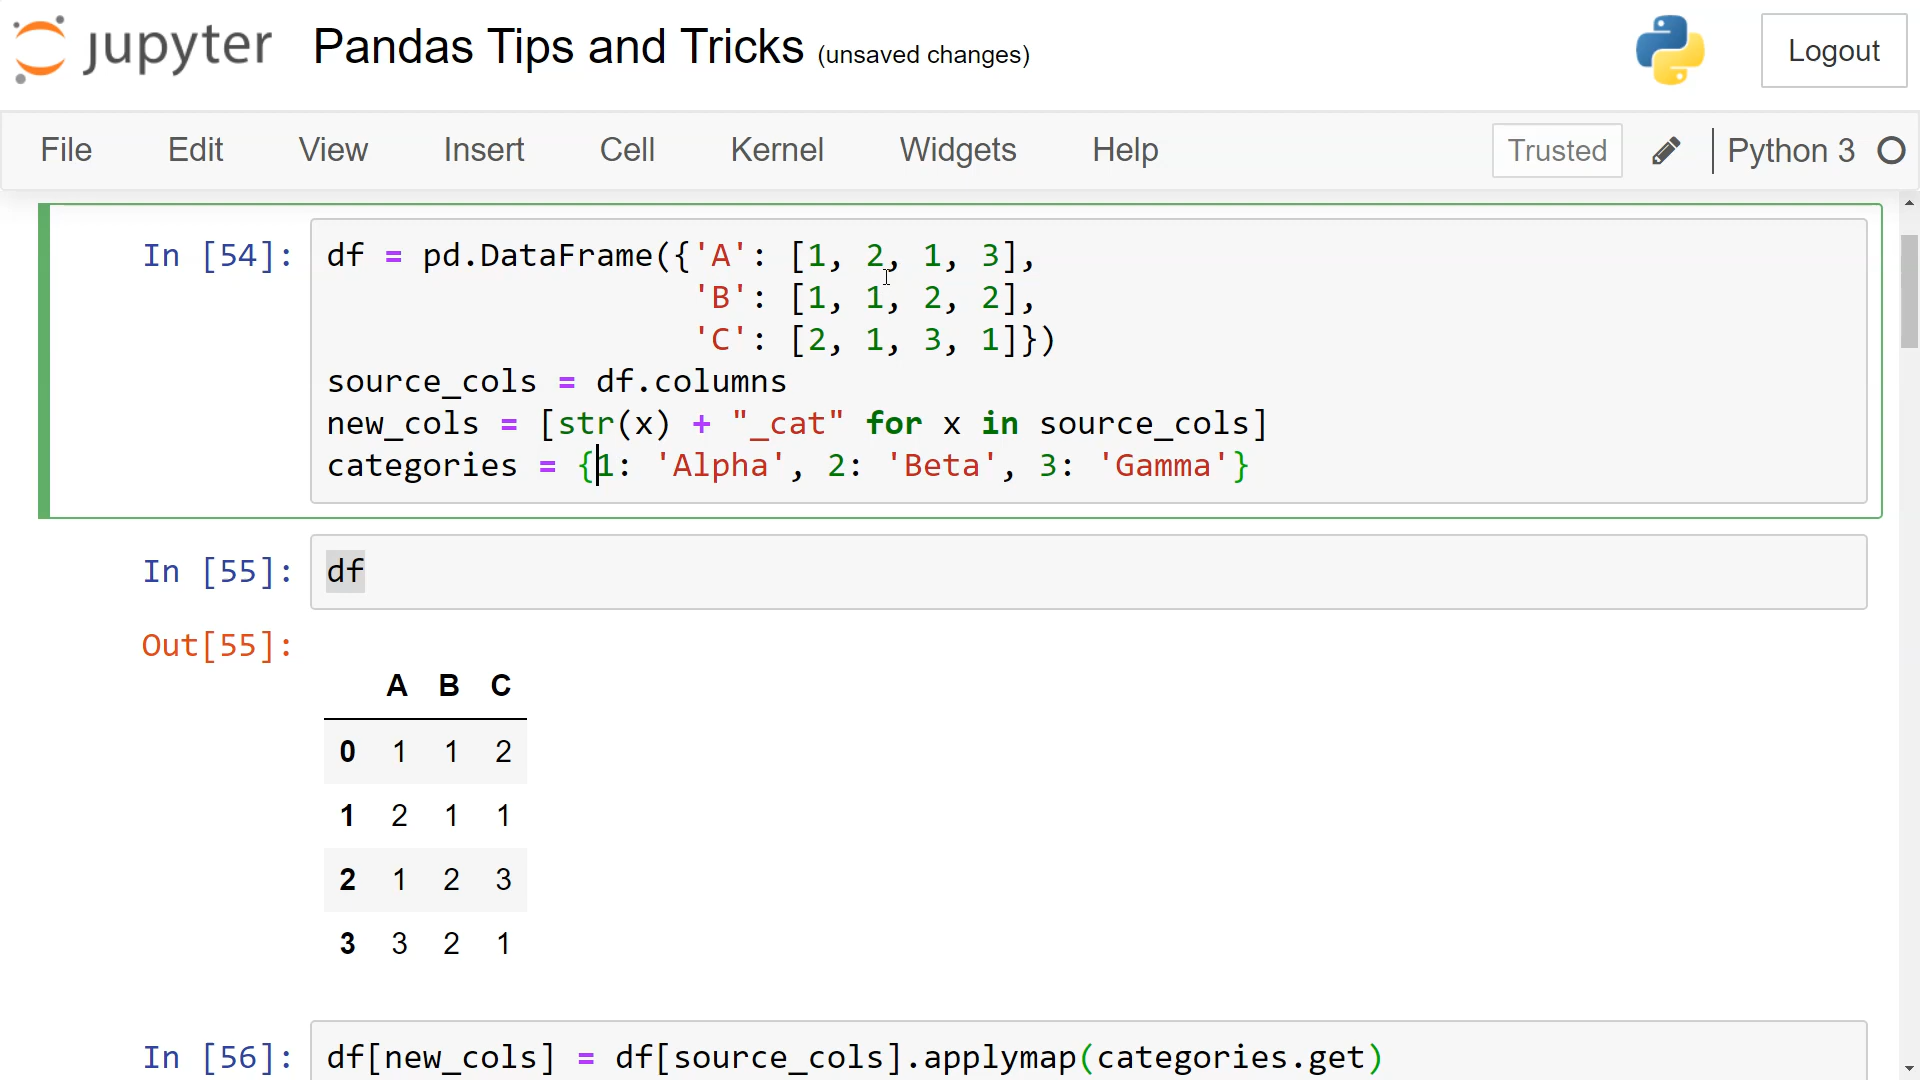 jupyter Pandas Tips and Tricks (unsaved changes) Logout
File Edit View Insert Cell Kernel Widgets Help Trusted Python 3
In [54]: df = pd.DataFrame({'A': [1, 2, 1, 3],
'B': [1, 1, 2, 2],
'C': [2, 1, 3, 1]})
source_cols = df.columns
new_cols = [str(x) + "_cat" for x in source_cols]
categories = {1: 'Alpha', 2: 'Beta', 3: 'Gamma'}
In [55]: df
Out[55]:
A B C
0 1 1 2
1 2 1 1
2 1 2 3
3 3 2 1
In [56]: df[new_cols] = df[source_cols].applymap(categories.get)